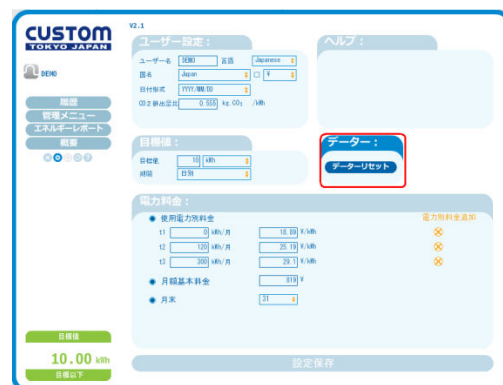 CUSTOM
TOKYO JAPAN
DEMO
履歴
管理メニュー
エネルギーレポート
概要
目標値
10.00 kWh
目標以下
V2.1
ユーザー設定：
ユーザー名 DEMO 言語 Japanese
国名 Japan ¥
日付形式 YYYY/MM/DD
CO2排出量比 0.555 kg.CO₂ /kWh
ヘルプ：
目標値：
目標値 10 kWh
期間 日別
データー：
データーリセット
電力料金：
使用電力別料金 電力別料金追加
t1 0 kWh/月 18.89 ¥/kWh
t2 120 kWh/月 25.19 ¥/kWh
t3 300 kWh/月 29.1 ¥/kWh
月額基本料金 819 ¥
月末 31
設定保存